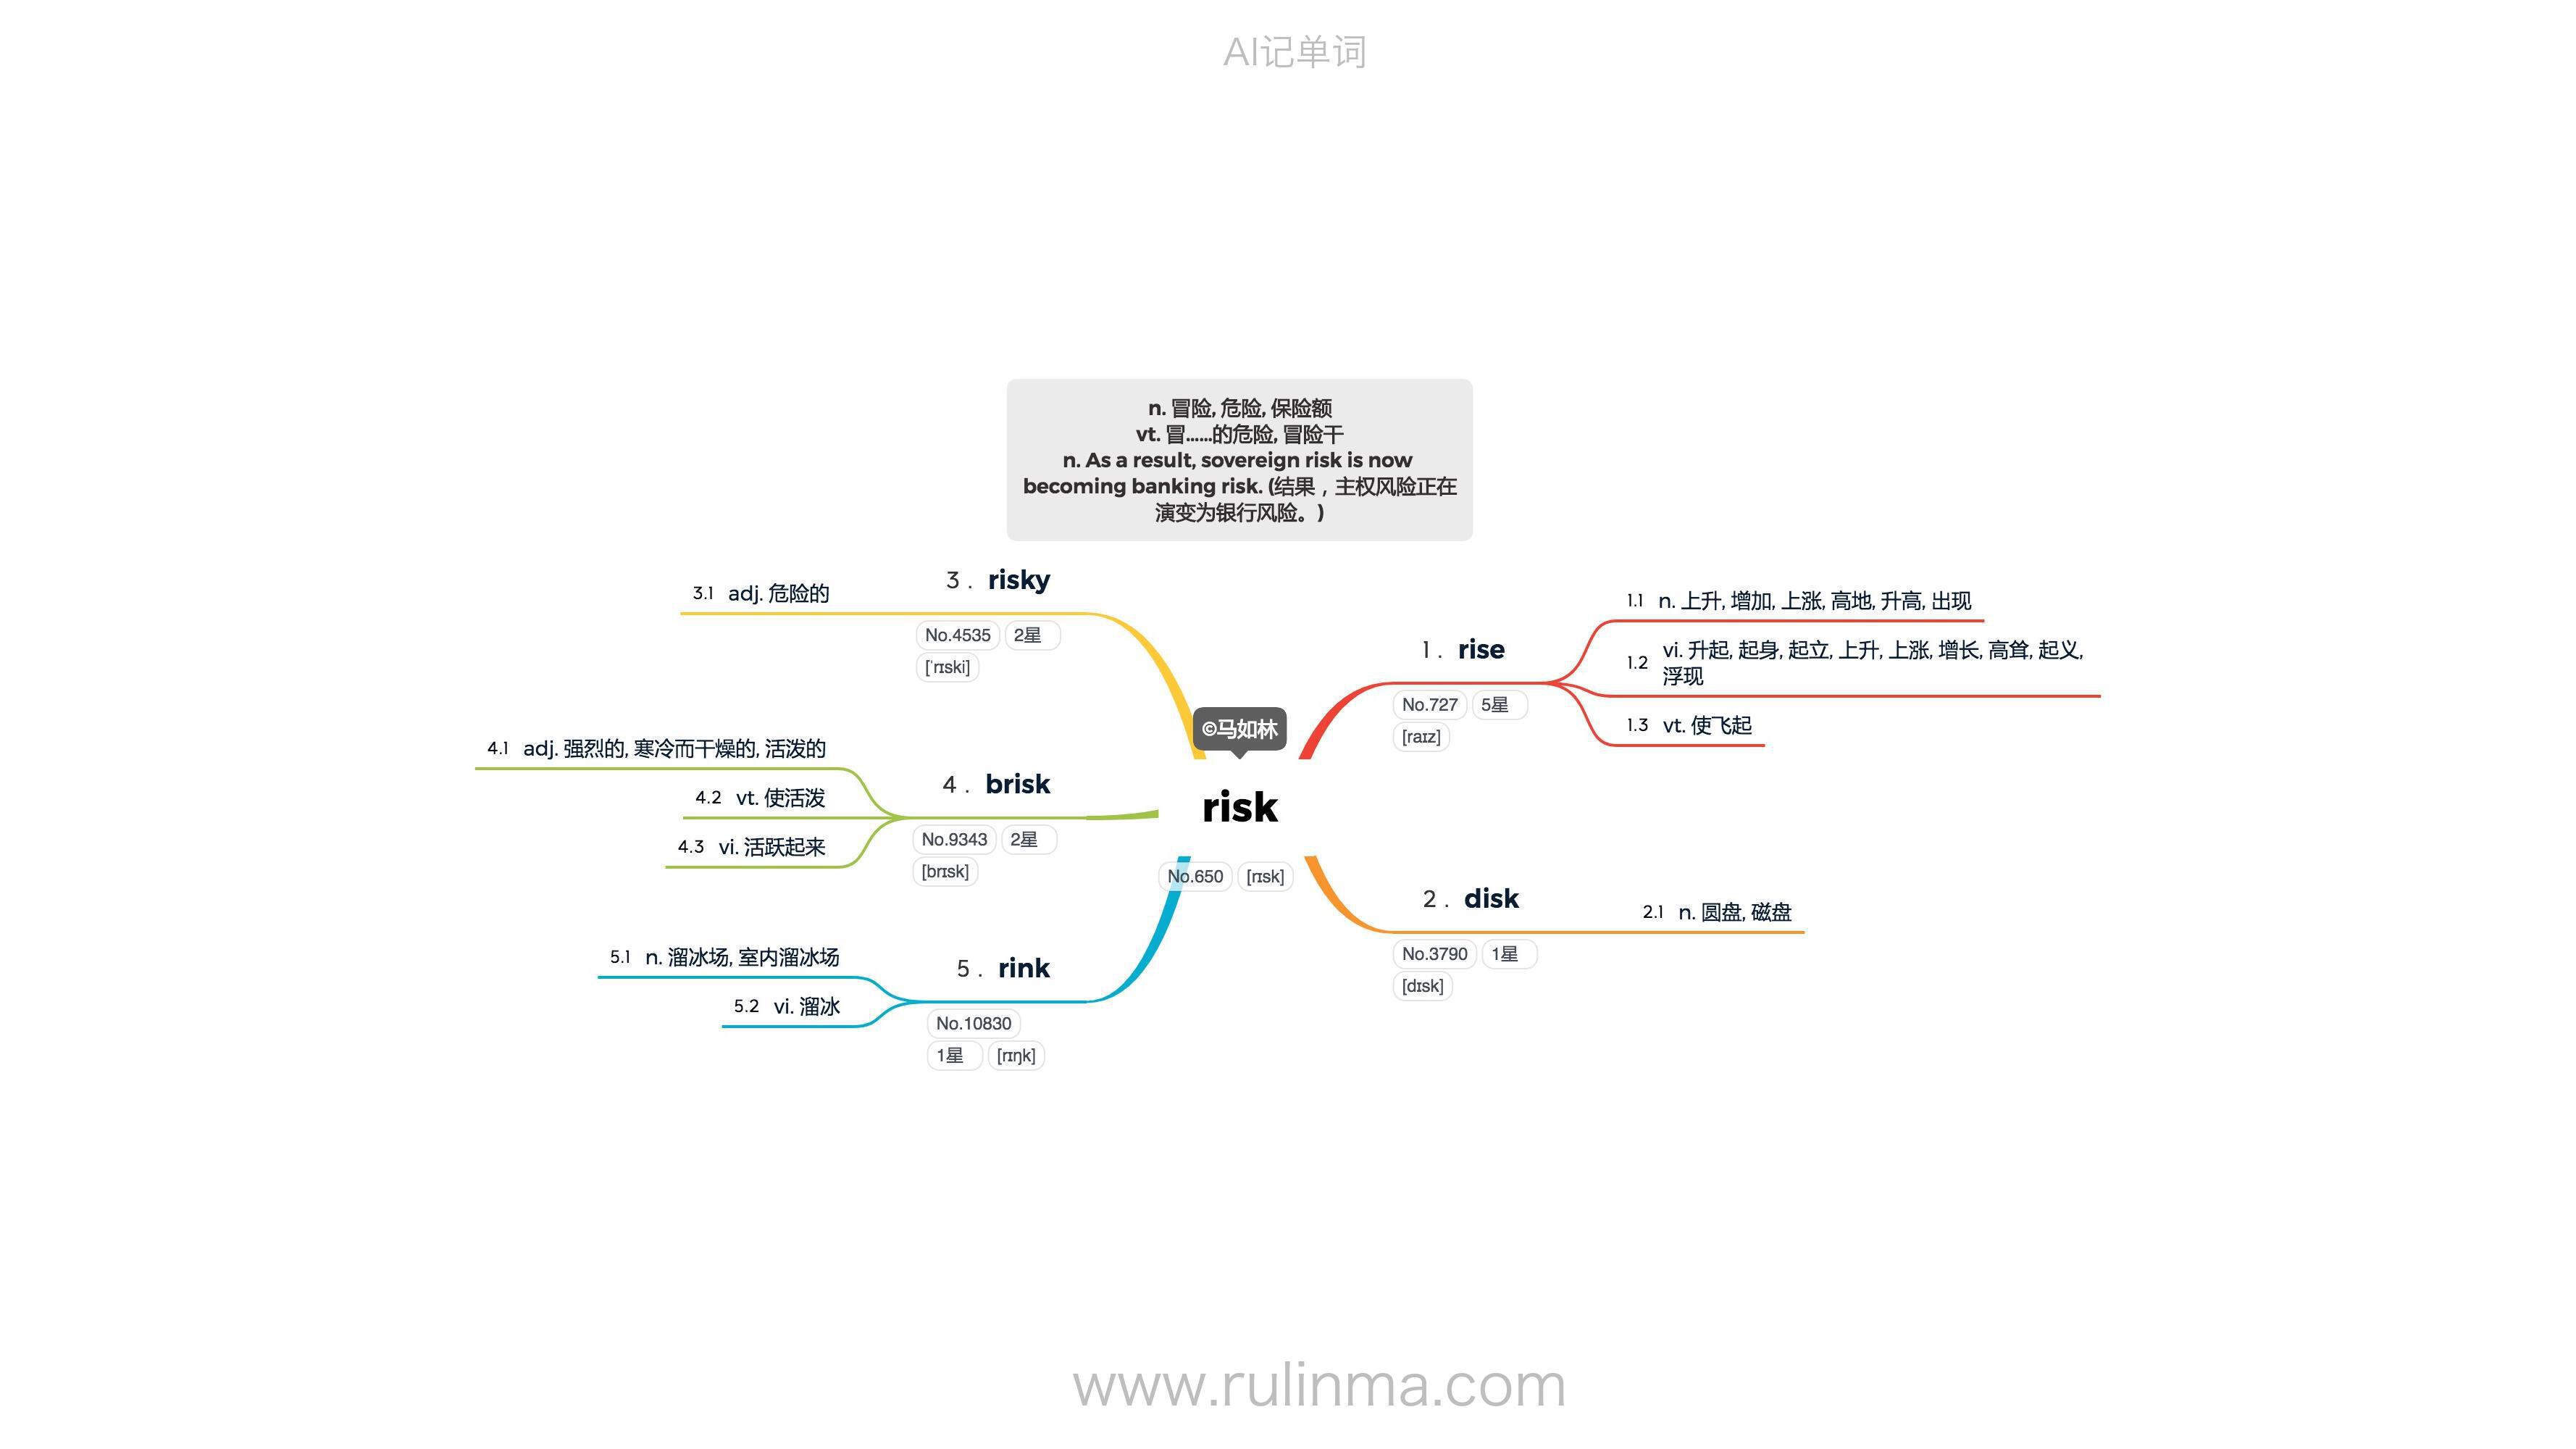 AI记单词
n. 冒险, 危险, 保险额
vt. 冒……的危险, 冒险干
n. As a result, sovereign risk is now
becoming banking risk. (结果，主权风险正在
演变为银行风险。)
©马如林
risk
No.650 [rɪsk]
1. rise
No.727 5星
[raɪz]
1.1 n. 上升, 增加, 上涨, 高地, 升高, 出现
1.2 vi. 升起, 起身, 起立, 上升, 上涨, 增长, 高耸, 起义,
浮现
1.3 vt. 使飞起
2. disk
No.3790 1星
[dɪsk]
2.1 n. 圆盘, 磁盘
3. risky
No.4535 2星
[ˈrɪski]
3.1 adj. 危险的
4. brisk
No.9343 2星
[brɪsk]
4.1 adj. 强烈的, 寒冷而干燥的, 活泼的
4.2 vt. 使活泼
4.3 vi. 活跃起来
5. rink
No.10830
1星 [rɪŋk]
5.1 n. 溜冰场, 室内溜冰场
5.2 vi. 溜冰
www.rulinma.com